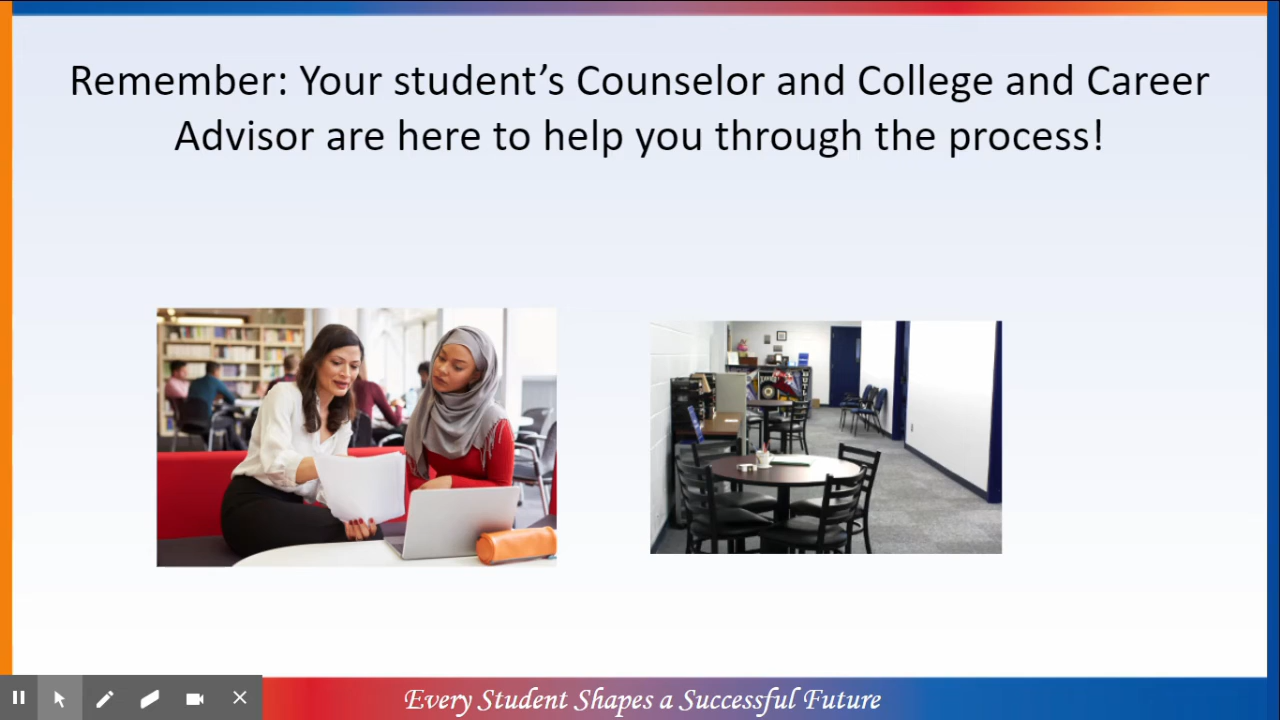 Remember: Your student’s Counselor and College and Career
Advisor are here to help you through the process!
Every Student Shapes a Successful Future